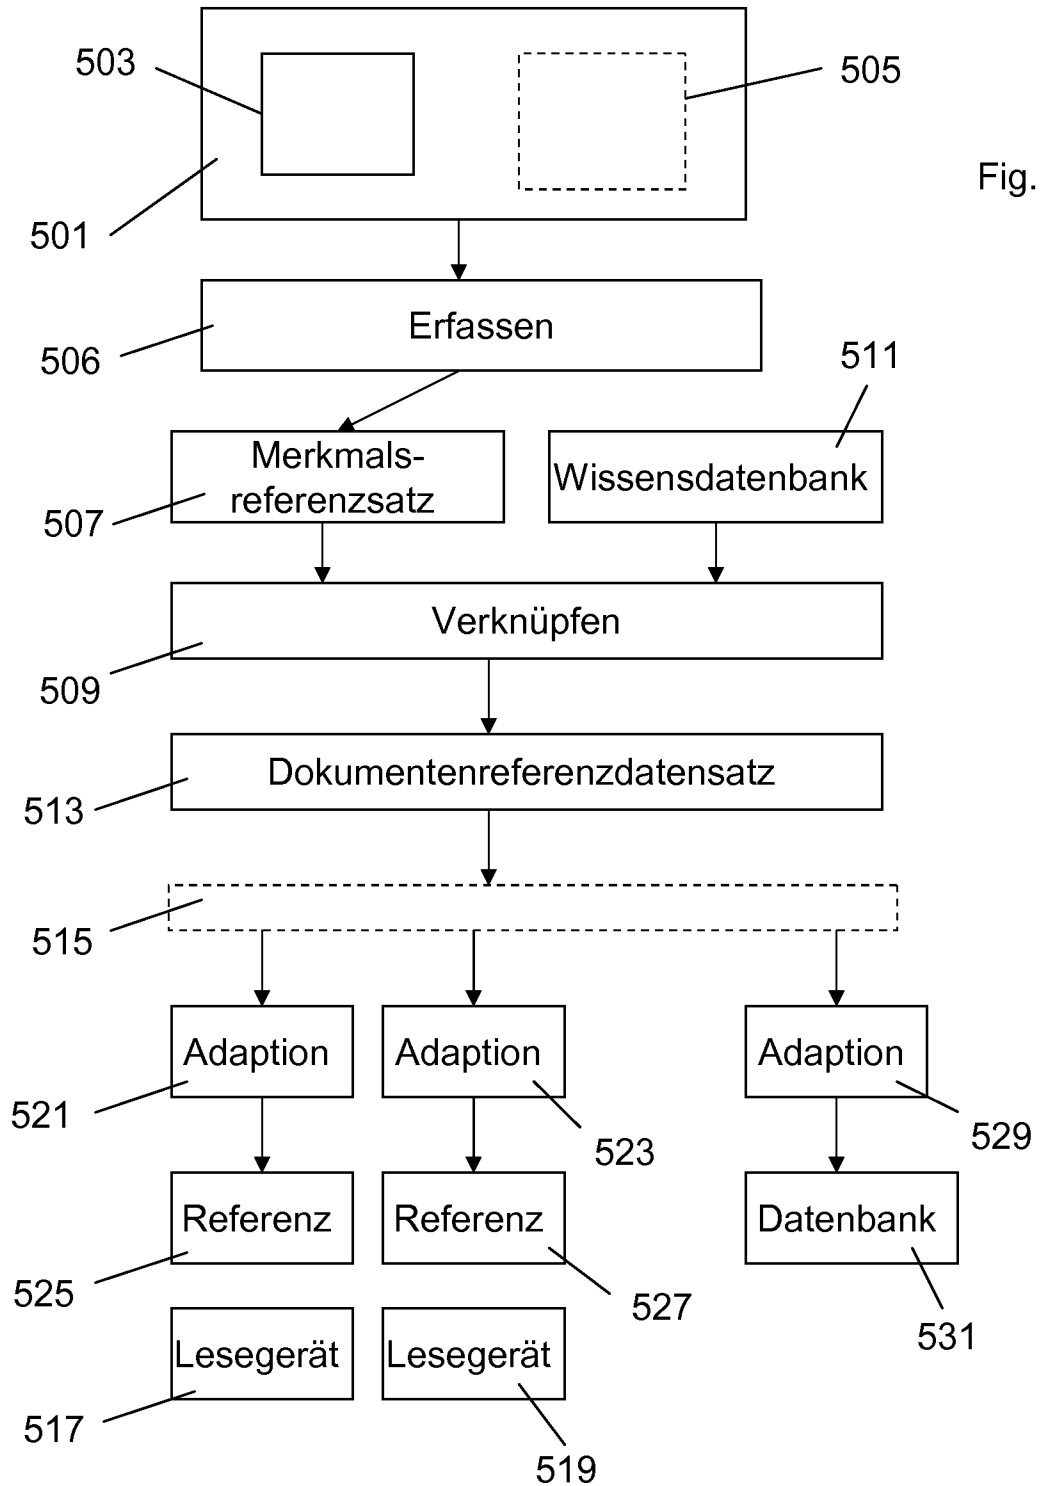 503
505
Fig.
501
Erfassen
506
511
Merkmals-
referenzsatz
Wissensdatenbank
507
Verknüpfen
509
Dokumentenreferenzdatensatz
513
515
Adaption
Adaption
Adaption
521
523
529
Referenz
Referenz
Datenbank
525
527
531
Lesegerät
Lesegerät
517
519